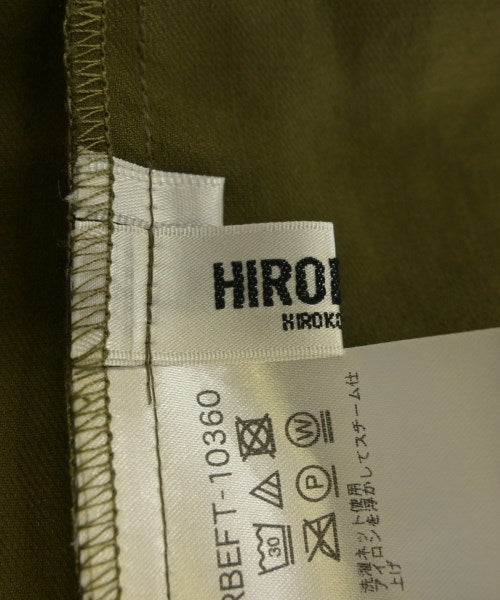 HIROK
HIROKO
RBEFT-10360
W
P
30
洗濯ネット使用
アイロンを浮かしてスチーム仕
上げ